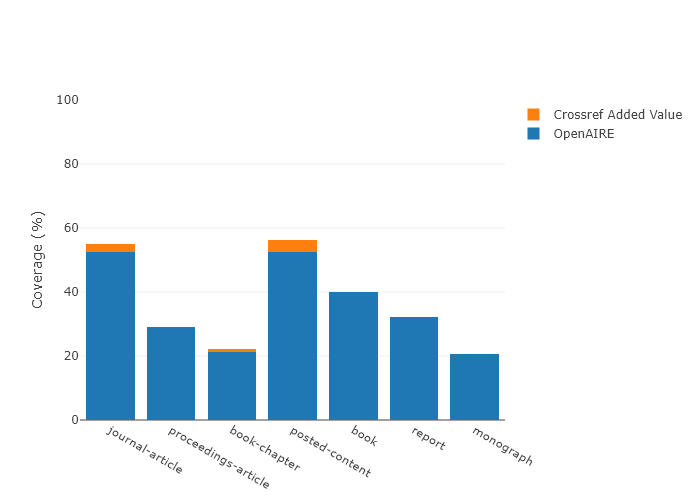 100
80
60
40
20
0
Coverage (%)
journal-article
proceedings-article
book-chapter
posted-content
book
report
monograph
Crossref Added Value
OpenAIRE